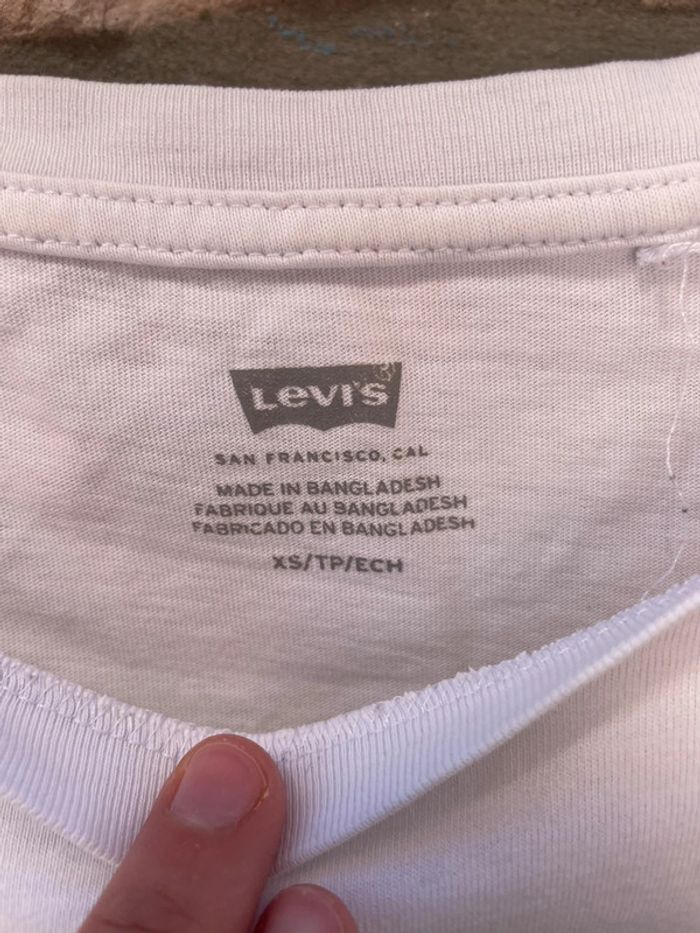 Levi's
SAN FRANCISCO, CAL
MADE IN BANGLADESH
FABRIQUE AU BANGLADESH
FABRICADO EN BANGLADESH
XS/TP/ECH